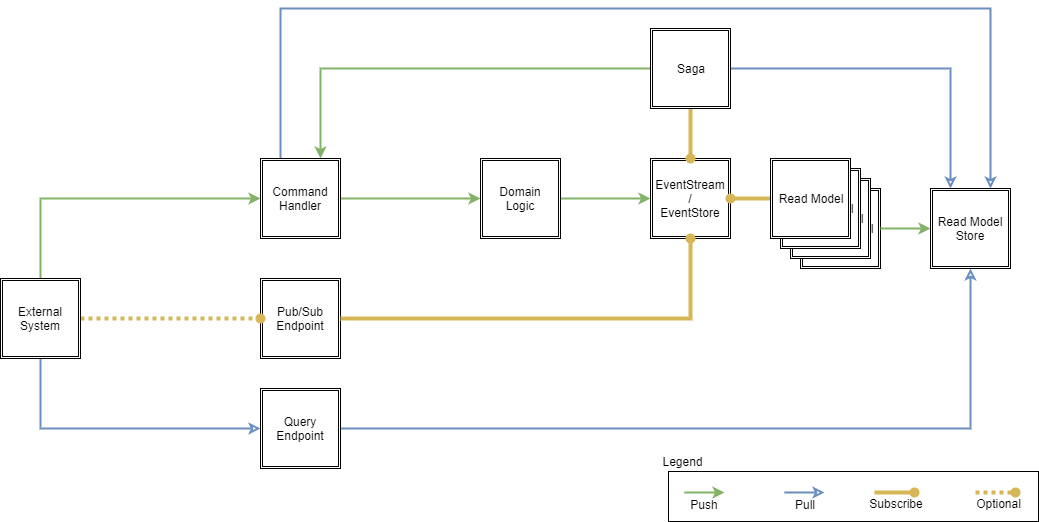 Saga
Command
Handler
Domain
Logic
EventStream
/
EventStore
Read Model
Read Model
Store
External
System
Pub/Sub
Endpoint
Query
Endpoint
Legend
Push
Pull
Subscribe
Optional